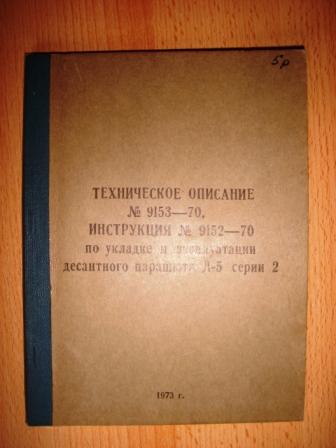 5р
ТЕХНИЧЕСКОЕ ОПИСАНИЕ
№ 9153—70,
ИНСТРУКЦИЯ № 9152—70
по укладке и эксплуатации
десантного парашюта Д-5 серии 2
1973 г.